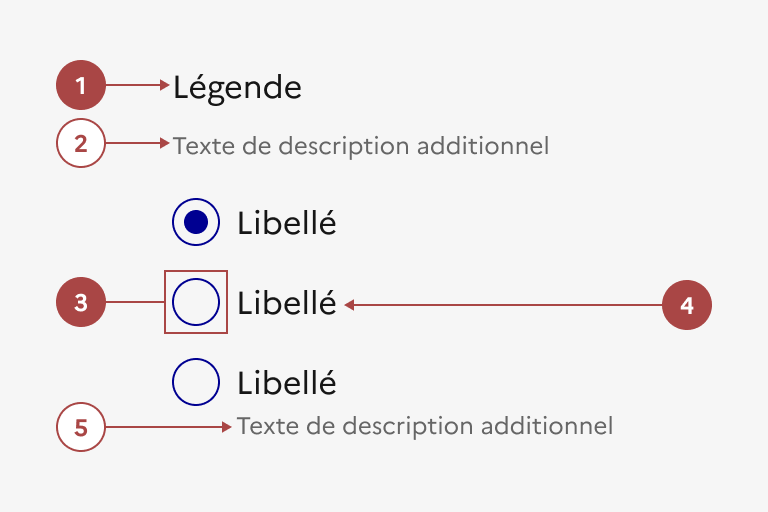 1 Légende
2 Texte de description additionnel
Libellé
3 Libellé 4
Libellé
5 Texte de description additionnel